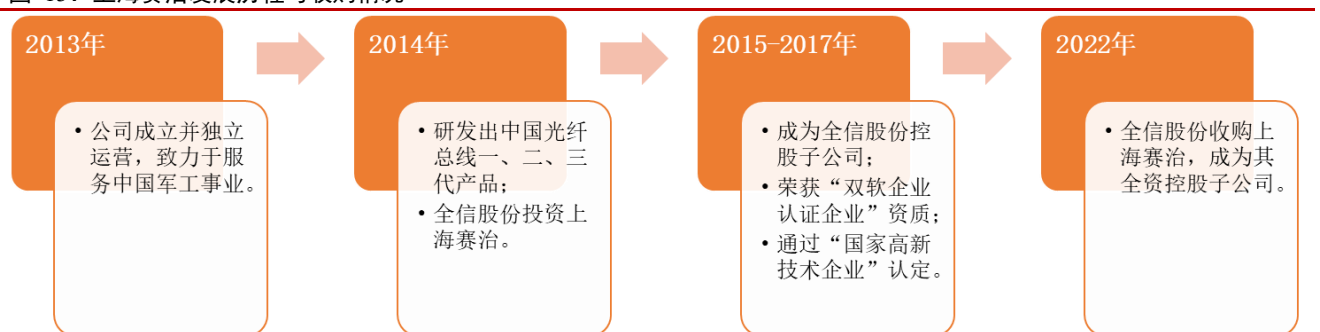 2013年
• 公司成立并独立
运营，致力于服
务中国军工事业。
2014年
• 研发出中国光纤
总线一、二、三
代产品；
• 全信股份投资上
海赛治。
2015-2017年
• 成为全信股份控
股子公司；
• 荣获“双软企业
认证企业”资质；
• 通过“国家高新
技术企业”认定。
2022年
• 全信股份收购上
海赛治，成为其
全资控股子公司。